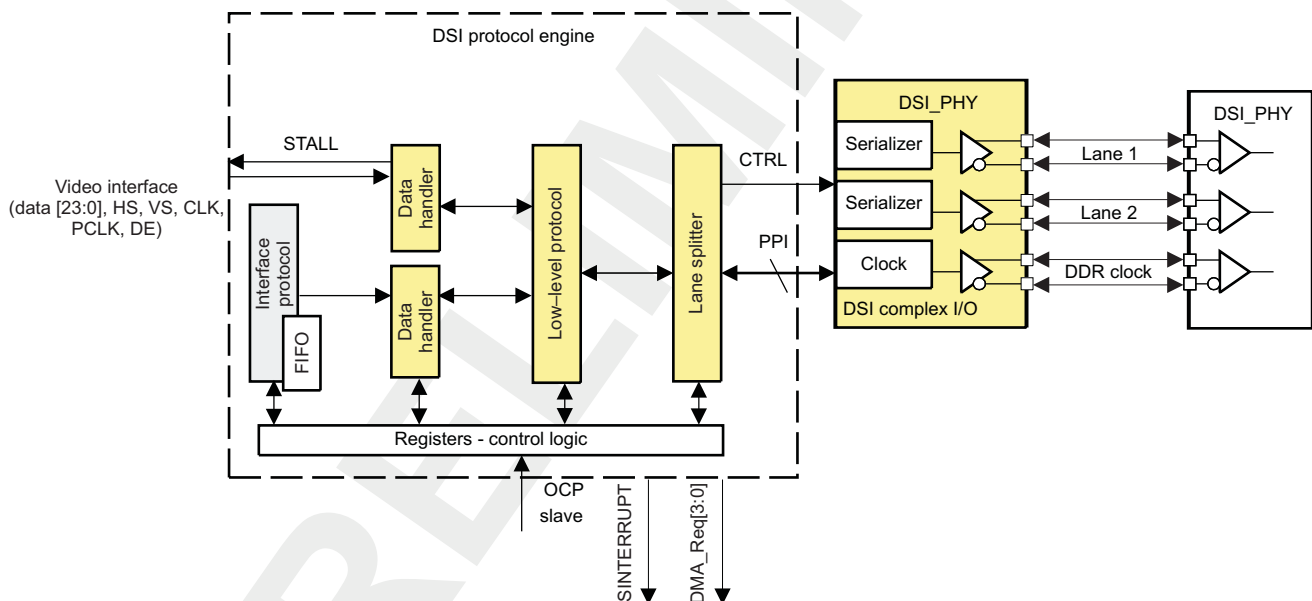 DSI protocol engine
DSI_PHY
DSI_PHY
STALL
Serializer
CTRL
Lane 1
Video interface
(data [23:0], HS, VS, CLK,
PCLK, DE)
Data
handler
Serializer
Lane 2
Low–level protocol
Lane splitter
PPI
Interface
protocol
FIFO
Data
handler
Clock
DDR clock
DSI complex I/O
Registers - control logic
OCP
slave
SINTERRUPT
DMA_Req[3:0]